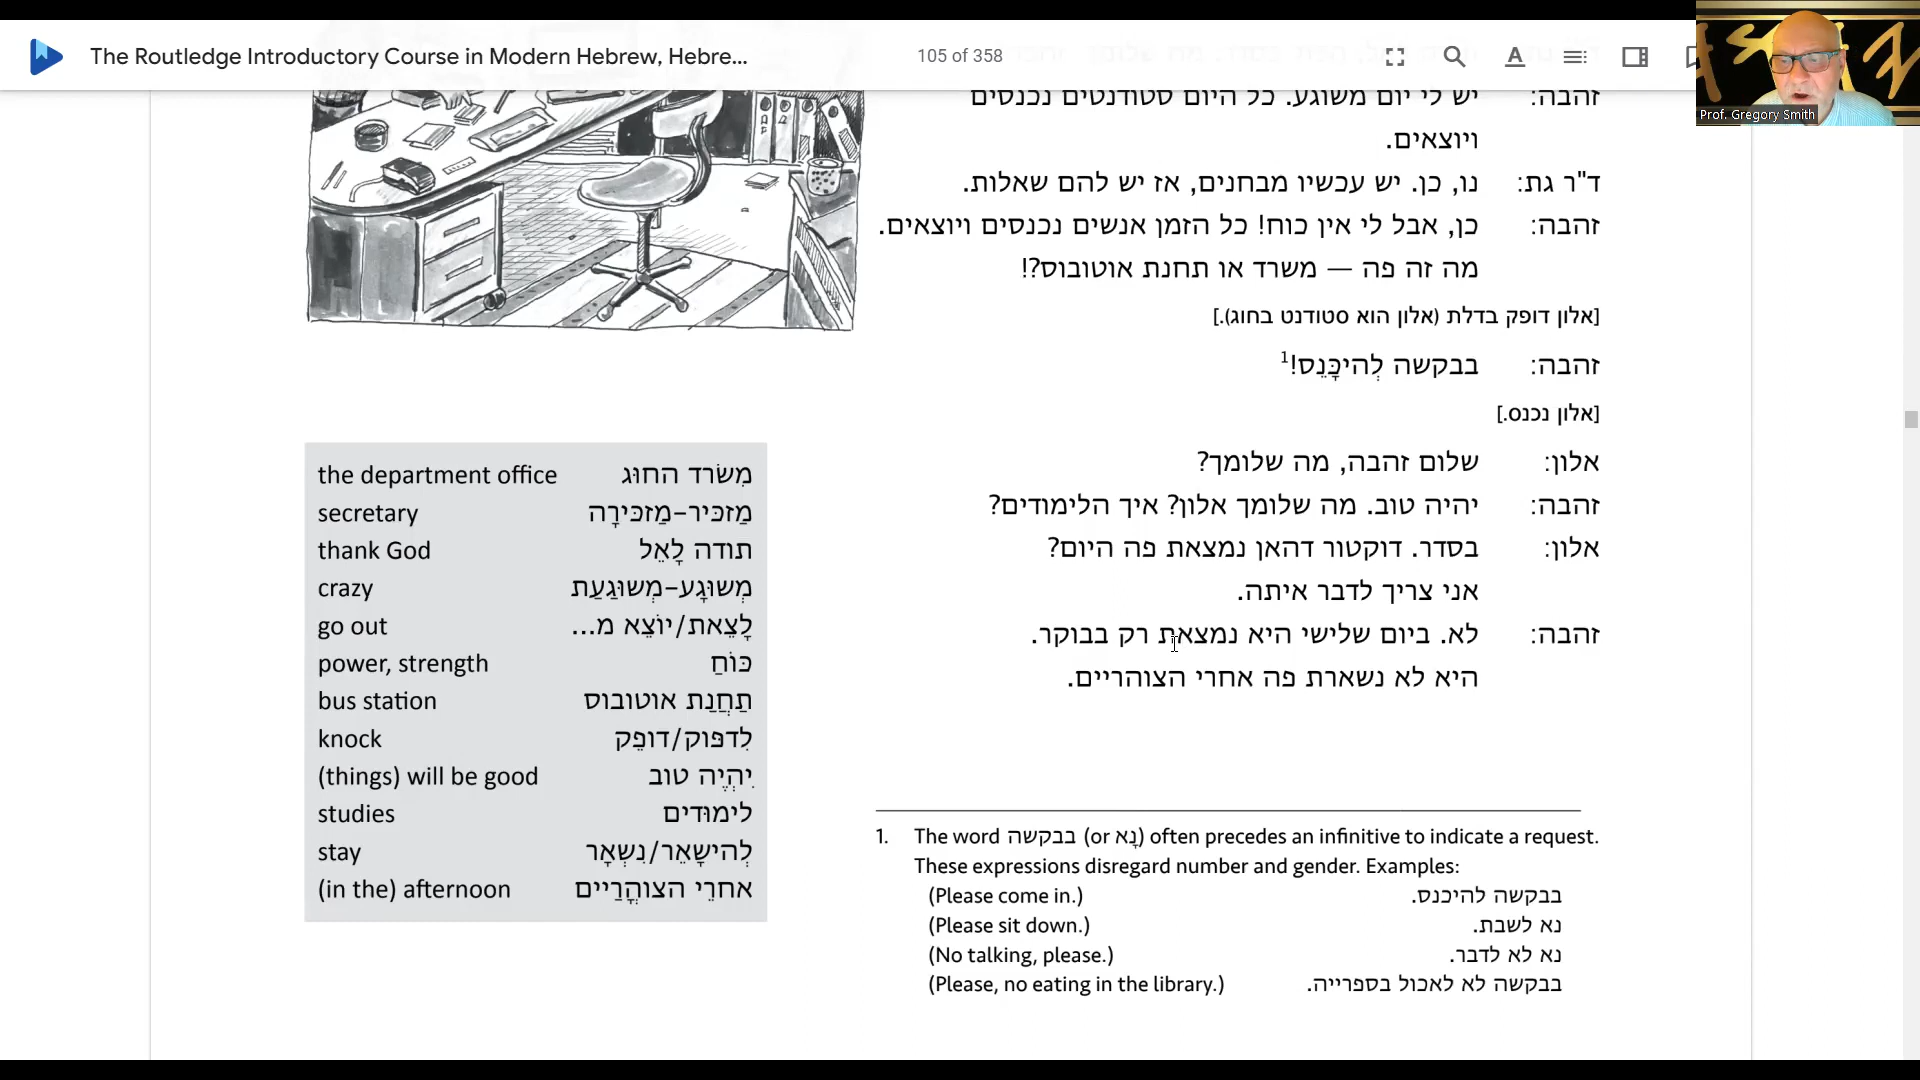 The Routledge Introductory Course in Modern Hebrew, Hebre...
105 of 358
Prof. Gregory Smith
זהבה: יש לי יום משוגע. כל היום סטודנטים נכנסים
ויוצאים.
ד"ר גת: נו, כן. יש עכשיו מבחנים, אז יש להם שאלות.
זהבה: כן, אבל לי אין כוח! כל הזמן אנשים נכנסים ויוצאים.
מה זה פה — משרד או תחנת אוטובוס?!
[אלון דופק בדלת (אלון הוא סטודנט בחוג).]
זהבה: בבקשה לְהיכָּנֵס!1
[אלון נכנס.]
אלון: שלום זהבה, מה שלומך?
זהבה: יהיה טוב. מה שלומך אלון? איך הלימודים?
אלון: בסדר. דוקטור דהאן נמצאת פה היום?
אני צריך לדבר איתה.
זהבה: לא. ביום שלישי היא נמצאת רק בבוקר.
היא לא נשארת פה אחרי הצוהריים.
the department office מִשׂרד החוּג
secretary מַזכּיר–מַזכּירָה
thank God תודה לָאֵל
crazy מְשוּגָע–מְשוּגַעַת
go out לָצֵאת/יוֹצֵא מ...
power, strength כּוֹחַ
bus station תַחֲנַת אוטובוס
knock לִדפּוק/דופֵק
(things) will be good יִהְיֶה טוב
studies לימוּדים
stay לְהישָאֵר/נִשְאָר
(in the) afternoon אחרֵי הצוהֳרַיים
1. The word בבקשה (or נָא) often precedes an infinitive to indicate a request.
These expressions disregard number and gender. Examples:
(Please come in.) בבקשה להיכנס.
(Please sit down.) נא לשבת.
(No talking, please.) נא לא לדבר.
(Please, no eating in the library.) בבקשה לא לאכול בספרייה.